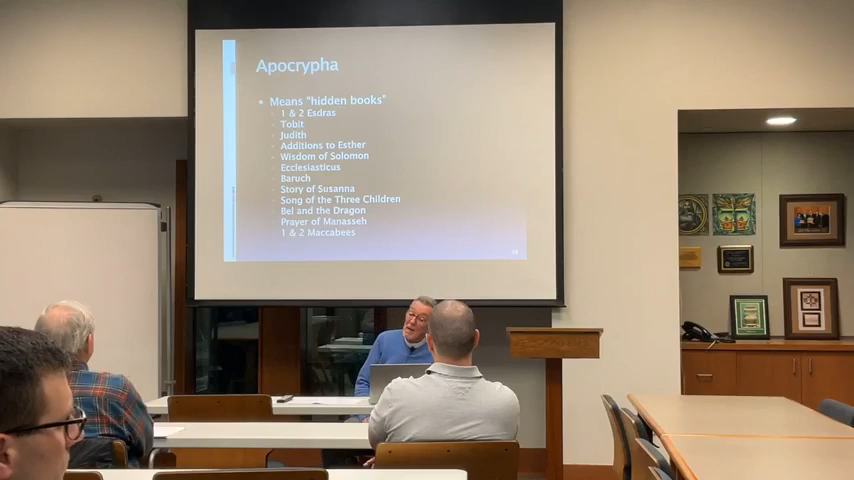 Apocrypha
• Means "hidden books"
1 & 2 Esdras
Tobit
Judith
Additions to Esther
Wisdom of Solomon
Ecclesiasticus
Baruch
Story of Susanna
Song of the Three Children
Bel and the Dragon
Prayer of Manasseh
1 & 2 Maccabees